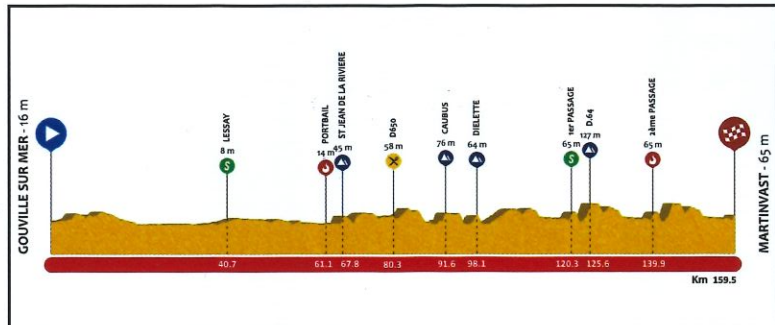 GOUVILLE SUR MER - 16 m
LESSAY
8 m
S
PORTBAIL
14 m
ST JEAN DE LA RIVIERE
45 m
D650
58 m
CAUBUS
76 m
DIELETTE
64 m
1er PASSAGE
65 m
S
D.64
127 m
2ème PASSAGE
65 m
MARTINVAST - 65 m
40.7
61.1
67.8
80.3
91.6
98.1
120.3
125.6
139.9
Km 159.5